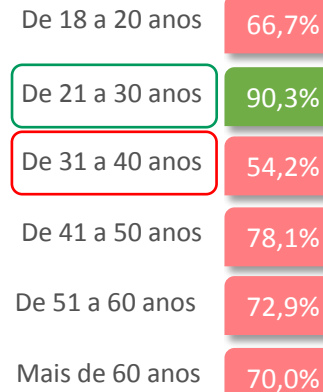 De 18 a 20 anos 66,7%
De 21 a 30 anos 90,3%
De 31 a 40 anos 54,2%
De 41 a 50 anos 78,1%
De 51 a 60 anos 72,9%
Mais de 60 anos 70,0%